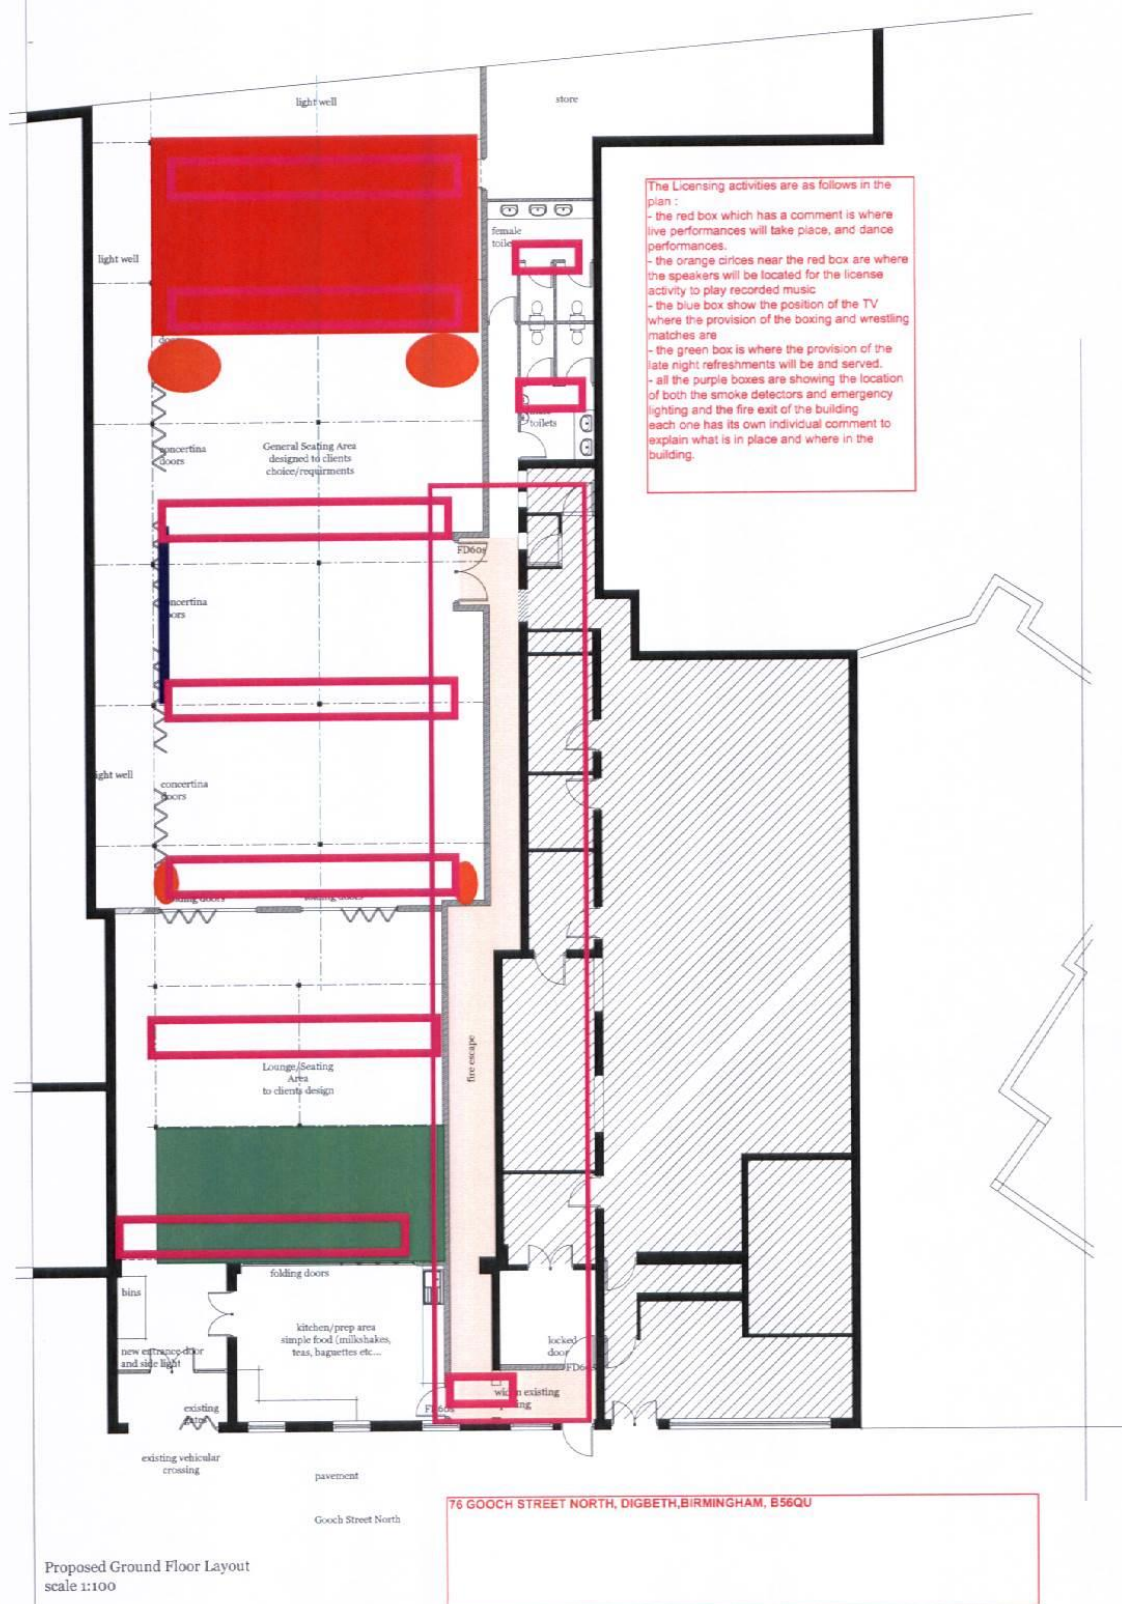 light well
store
The Licensing activities are as follows in the
plan :
- the red box which has a comment is where
live performances will take place, and dance
performances.
- the orange cirlces near the red box are where
the speakers will be located for the license
activity to play recorded music
- the blue box show the position of the TV
where the provision of the boxing and wrestling
matches are
- the green box is where the provision of the
late night refreshments will be and served.
- all the purple boxes are showing the location
of both the smoke detectors and emergency
lighting and the fire exit of the building
each one has its own individual comment to
explain what is in place and where in the
building.
female
light well
toilets
concertina
doors
General Seating Area
designed to clients
choice/requirments
FD60s
light well
concertina
doors
folding doors
fire escape
Lounge/Seating
Area
to clients design
folding doors
bins
kitchen/prep area
simple food (milkshakes,
teas, baguettes etc...
new entrance door
and side light
locked
door
existing
existing
existing vehicular
crossing
pavement
Gooch Street North
76 GOOCH STREET NORTH, DIGBETH,BIRMINGHAM, B56QU
Proposed Ground Floor Layout
scale 1:100